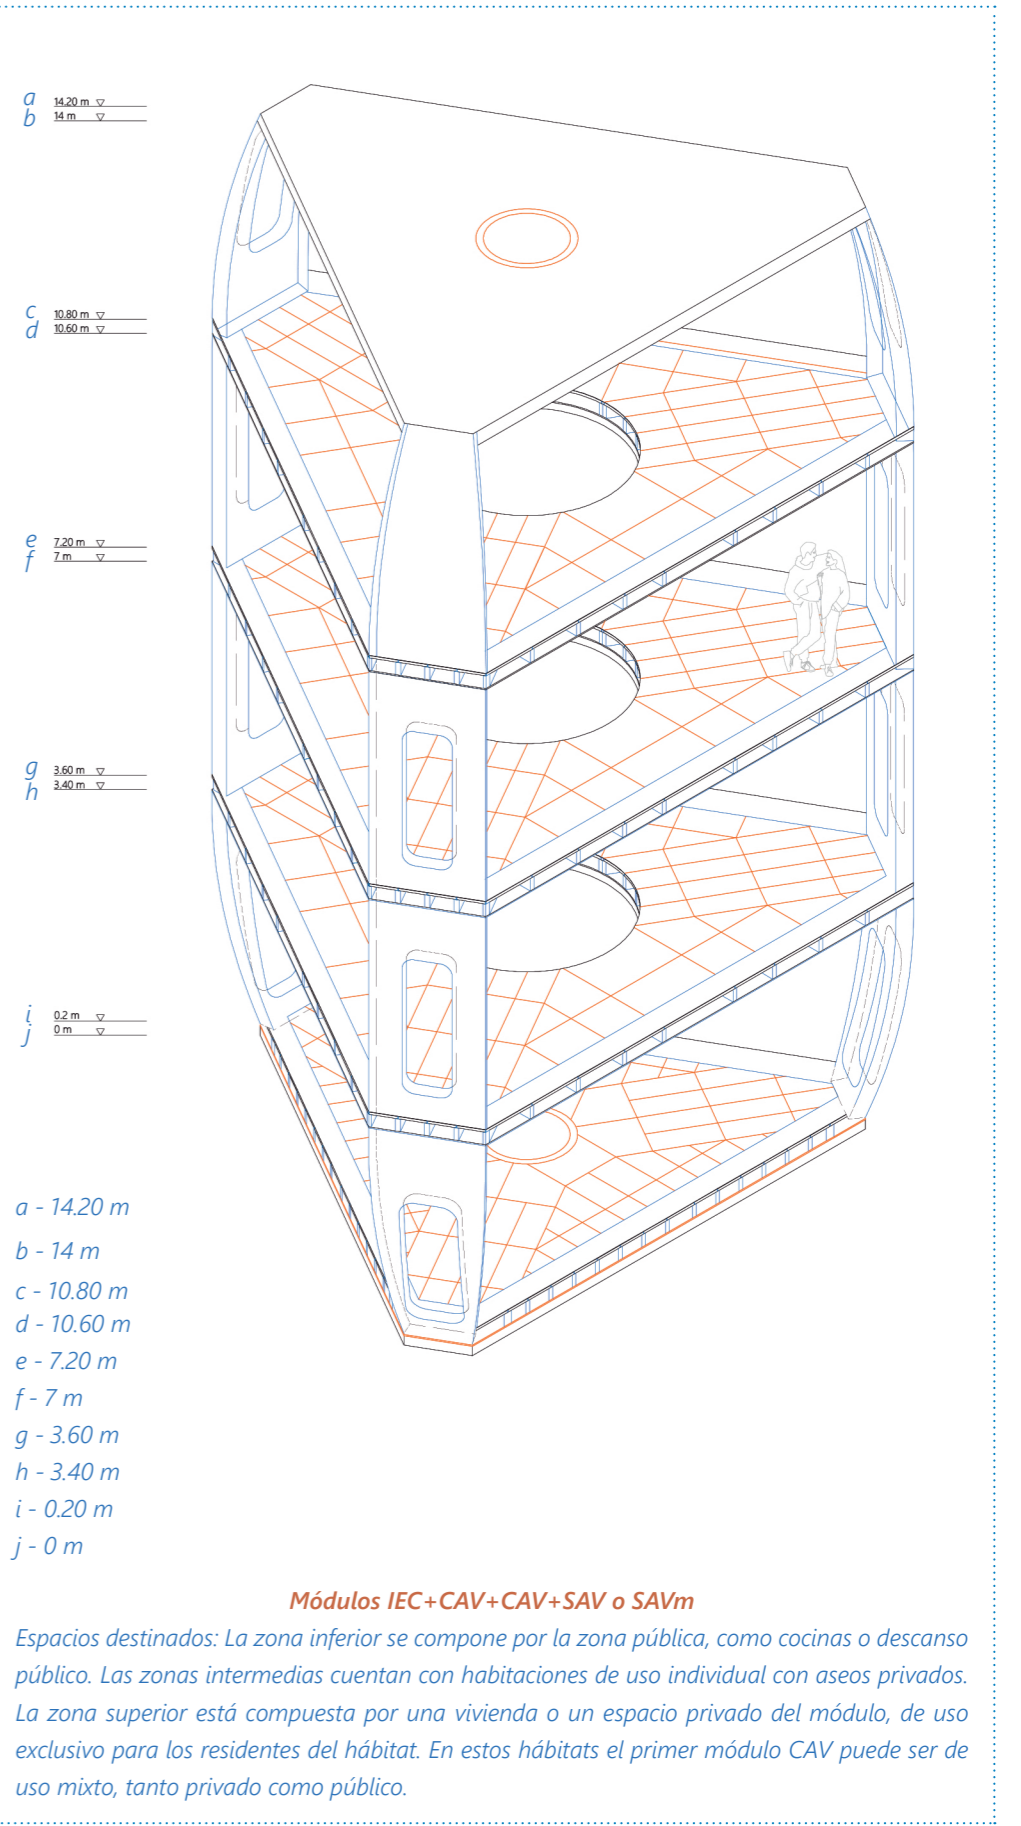 a 14.20 m
b 14 m
c 10.80 m
d 10.60 m
e 7.20 m
f 7 m
g 3.60 m
h 3.40 m
i 0.2 m
j 0 m
a - 14.20 m
b - 14 m
c - 10.80 m
d - 10.60 m
e - 7.20 m
f - 7 m
g - 3.60 m
h - 3.40 m
i - 0.20 m
j - 0 m
Módulos IEC+CAV+CAV+SAV o SAVm
Espacios destinados: La zona inferior se compone por la zona pública, como cocinas o descanso
público. Las zonas intermedias cuentan con habitaciones de uso individual con aseos privados.
La zona superior está compuesta por una vivienda o un espacio privado del módulo, de uso
exclusivo para los residentes del hábitat. En estos hábitats el primer módulo CAV puede ser de
uso mixto, tanto privado como público.